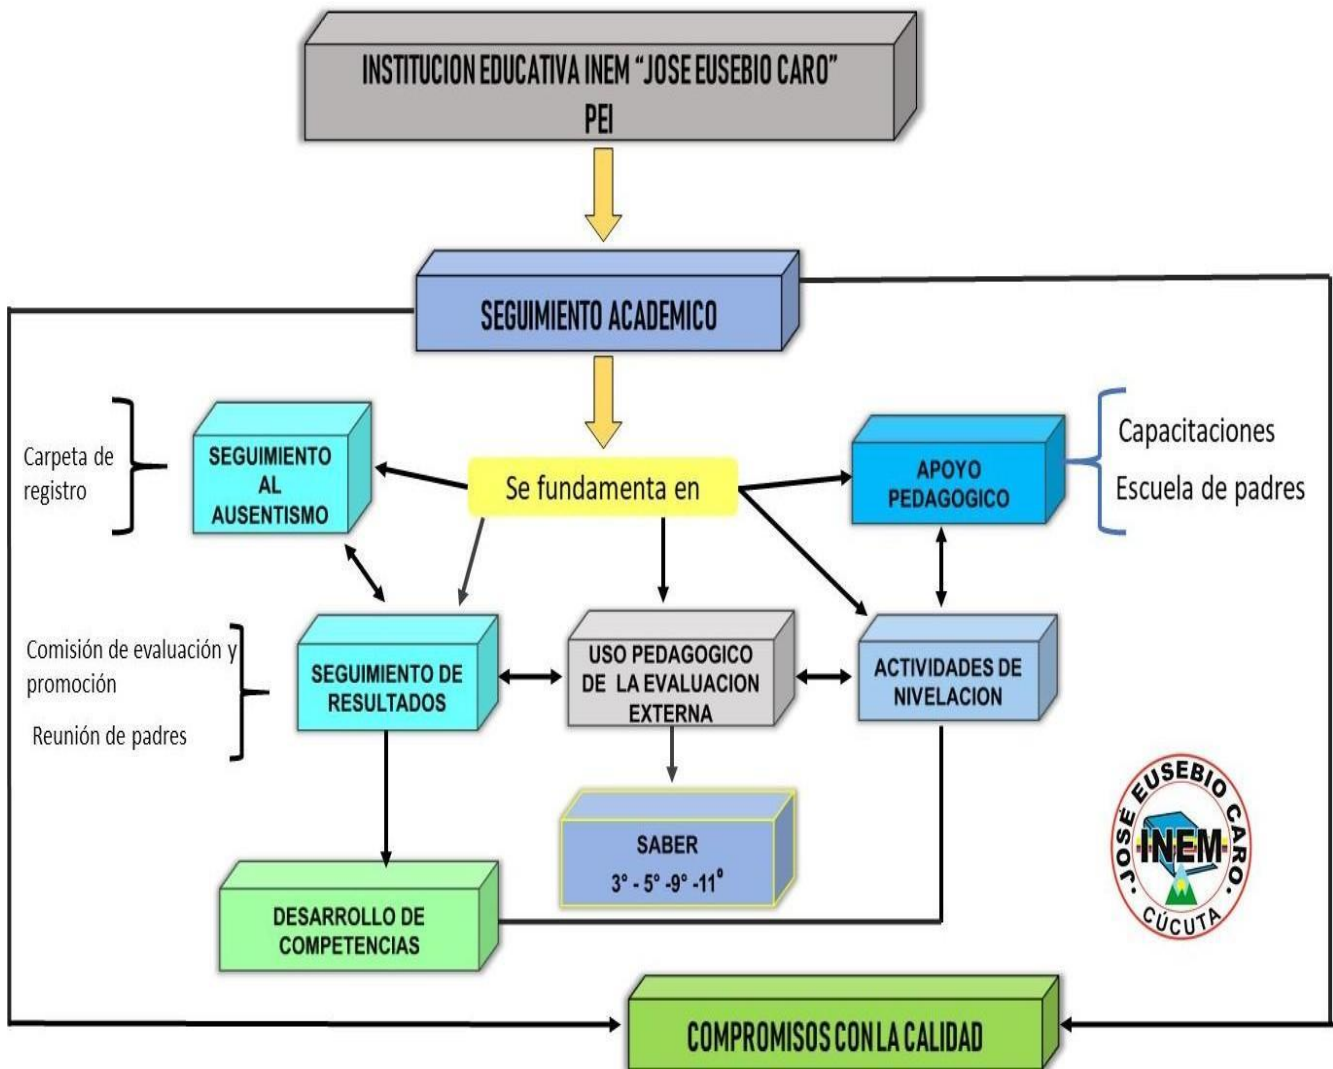 INSTITUCION EDUCATIVA INEM “JOSE EUSEBIO CARO”
PEI
SEGUIMIENTO ACADEMICO
Carpeta de
registro
SEGUIMIENTO
AL
AUSENTISMO
Se fundamenta en
APOYO
PEDAGOGICO
Capacitaciones
Escuela de padres
Comisión de evaluación y
promoción
Reunión de padres
SEGUIMIENTO DE
RESULTADOS
USO PEDAGOGICO
DE LA EVALUACION
EXTERNA
ACTIVIDADES DE
NIVELACION
SABER
3° - 5° -9° -11⁰
DESARROLLO DE
COMPETENCIAS
· JOSÉ EUSEBIO CARO ·
INEM
CÚCUTA
COMPROMISOS CON LA CALIDAD